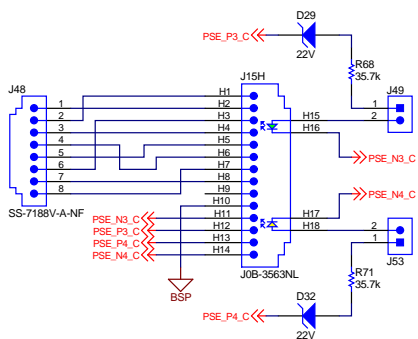 D29
PSE_P3_C
22V
R68
35.7k
J49
1
2
J48
J15H
1
2
3
4
5
6
7
8
H1
H2
H3
H4
H5
H6
H7
H8
H9
H10
H11
H12
H13
H14
H15
H16
H17
H18
PSE_N3_C
PSE_N4_C
SS-7188V-A-NF
PSE_N3_C
PSE_P3_C
PSE_P4_C
PSE_N4_C
J0B-3563NL
BSP
2
1
J53
R71
35.7k
D32
PSE_P4_C
22V